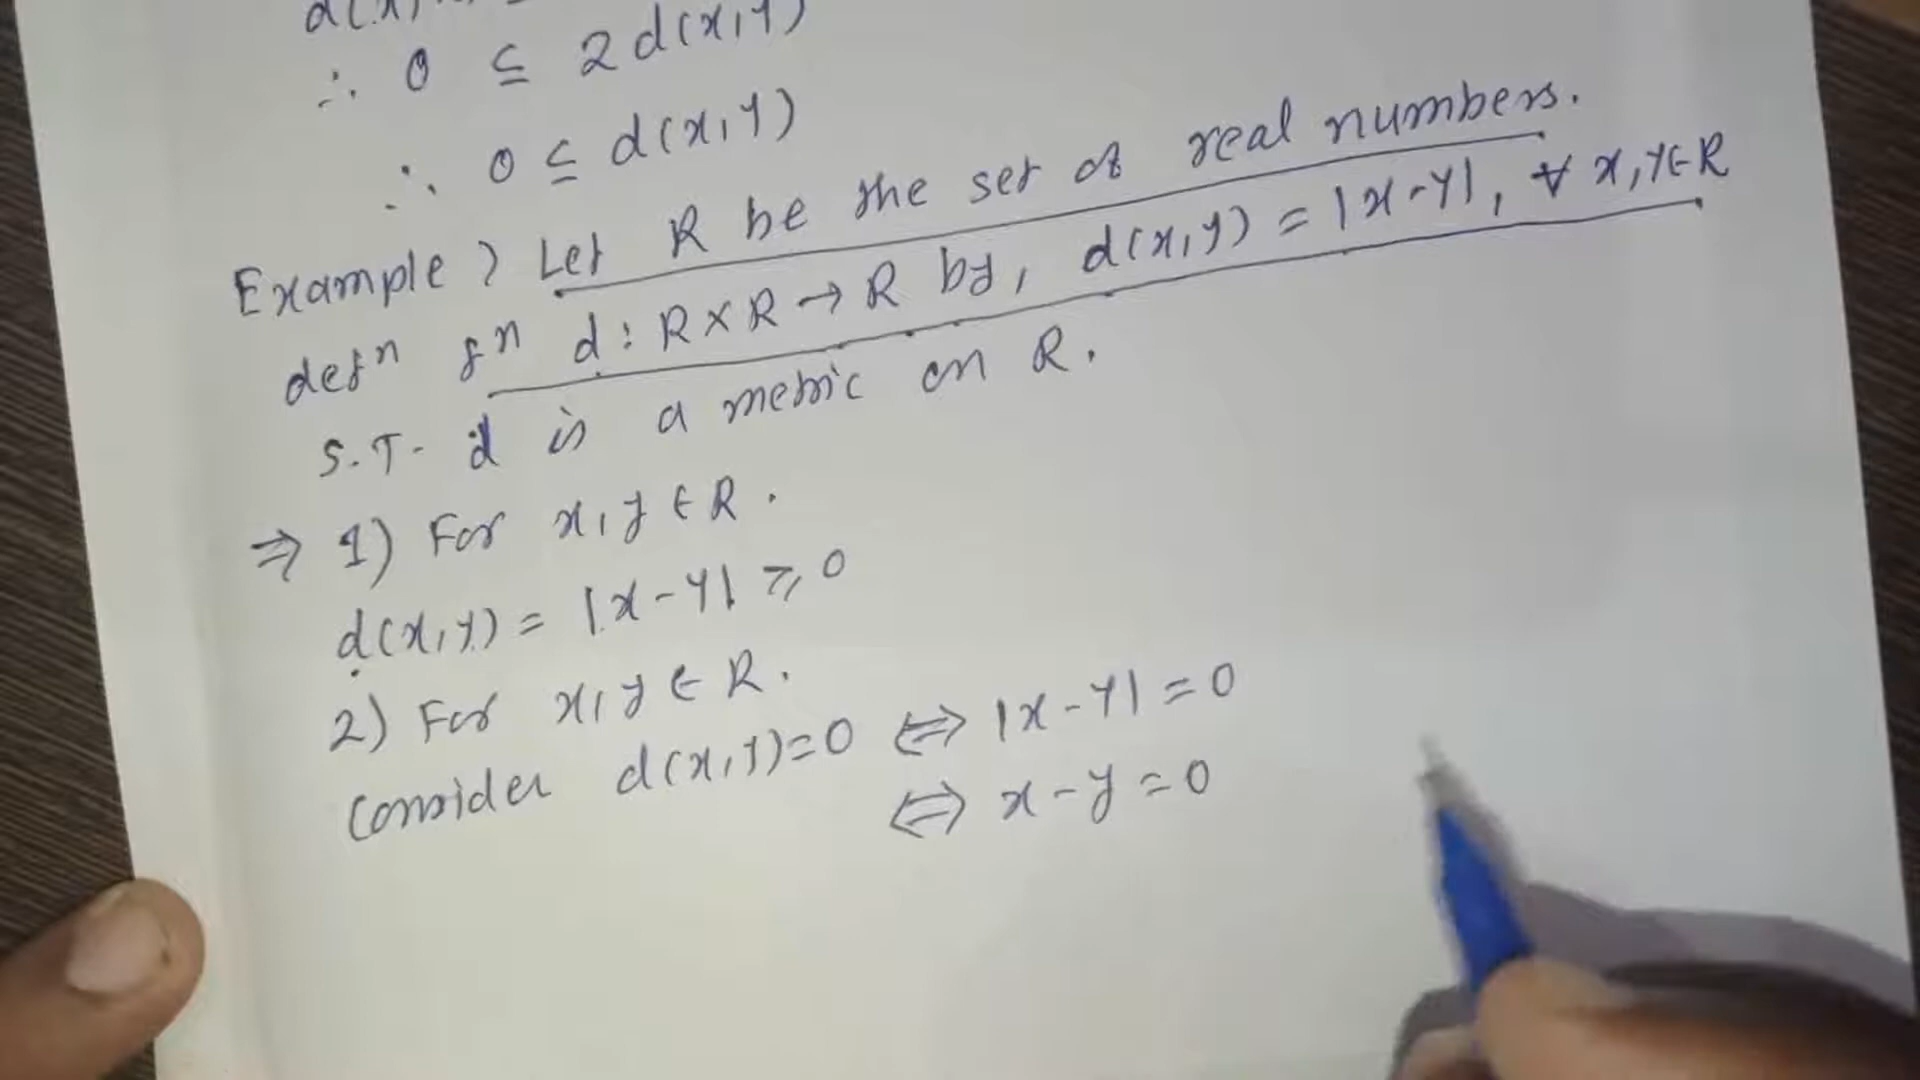 d(x,
∴ 0 ≤ 2d(x,y)
∴ 0 ≤ d(x,y)
Example ) Let R be the set of real numbers.
defⁿ fⁿ d : R×R → R by, d(x,y) = |x-y|, ∀ x,y∈R
S.T. d is a metric on R.
⇒ 1) For x,y ∈ R.
d(x,y) = |x-y| ≥ 0
2) For x,y ∈ R.
Consider d(x,y)=0 ⇔ |x-y| = 0
⇔ x-y = 0